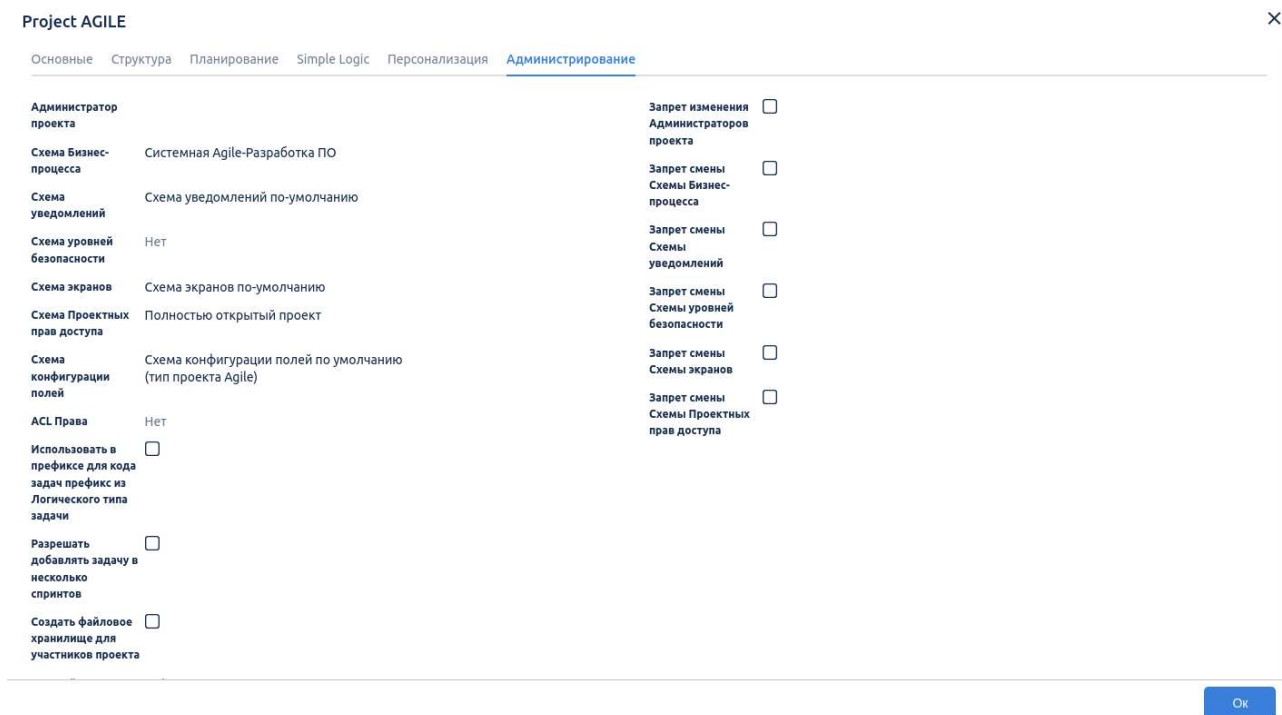 Project AGILE
Основные Структура Планирование Simple Logic Персонализация Администрирование
Администратор
проекта
Схема Бизнес-
процесса
Системная Agile-Разработка ПО
Схема
уведомлений
Схема уведомлений по-умолчанию
Схема уровней
безопасности
Нет
Схема экранов
Схема экранов по-умолчанию
Схема Проектных
прав доступа
Полностью открытый проект
Схема
конфигурации
полей
Схема конфигурации полей по умолчанию
(тип проекта Agile)
ACL Права
Нет
Использовать в
префиксе для кода
задач префикс из
Логического типа
задачи
Разрешать
добавлять задачу в
несколько
спринтов
Создать файловое
хранилище для
участников проекта
Запрет изменения
Администраторов
проекта
Запрет смены
Схемы Бизнес-
процесса
Запрет смены
Схемы
уведомлений
Запрет смены
Схемы уровней
безопасности
Запрет смены
Схемы экранов
Запрет смены
Схемы Проектных
прав доступа
Ок